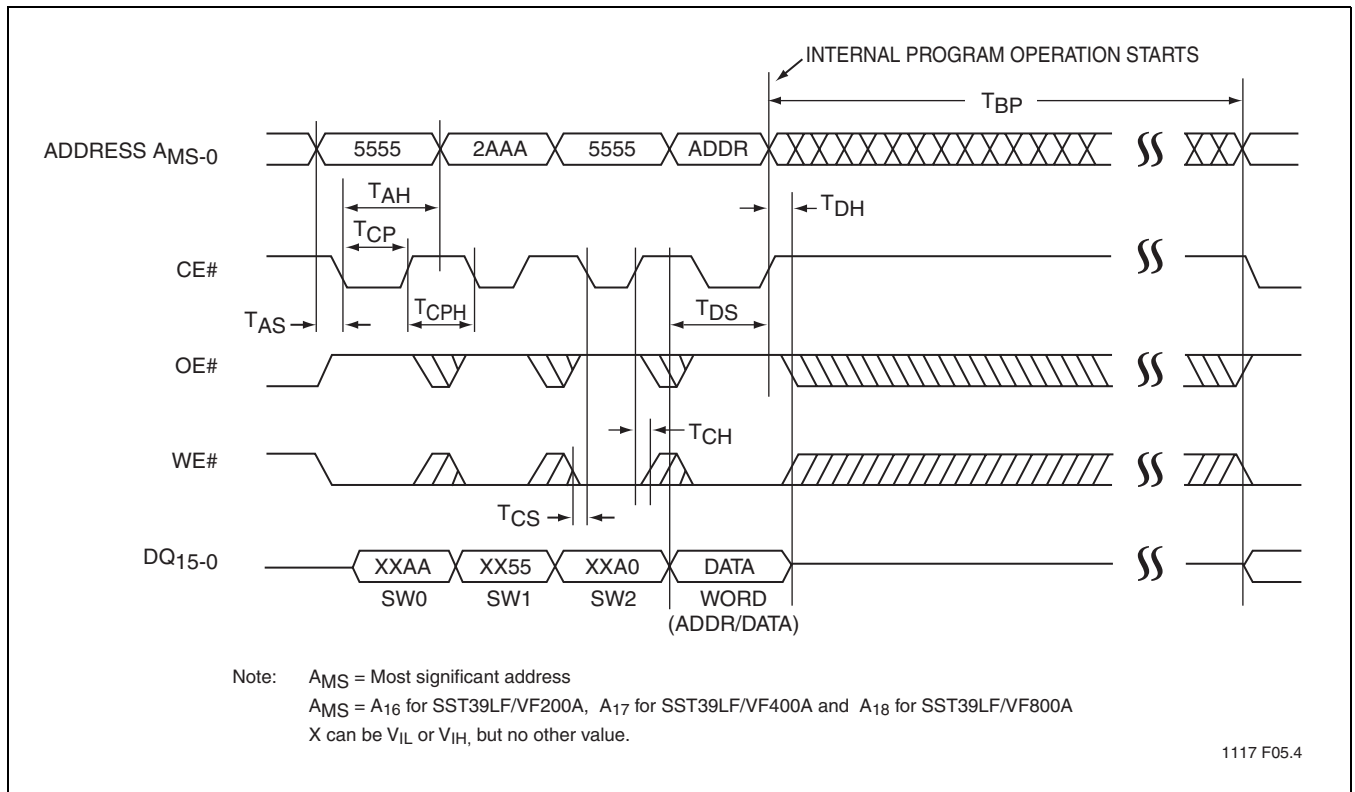 INTERNAL PROGRAM OPERATION STARTS
TBP
ADDRESS AMS-0
5555 2AAA 5555 ADDR
TAH
TDH
TCP
CE#
TCPH
TDS
TAS
OE#
TCH
WE#
TCS
DQ15-0
XXAA XX55 XXA0 DATA
SW0 SW1 SW2 WORD
(ADDR/DATA)
Note: AMS = Most significant address
AMS = A16 for SST39LF/VF200A, A17 for SST39LF/VF400A and A18 for SST39LF/VF800A
X can be VIL or VIH, but no other value.
1117 F05.4